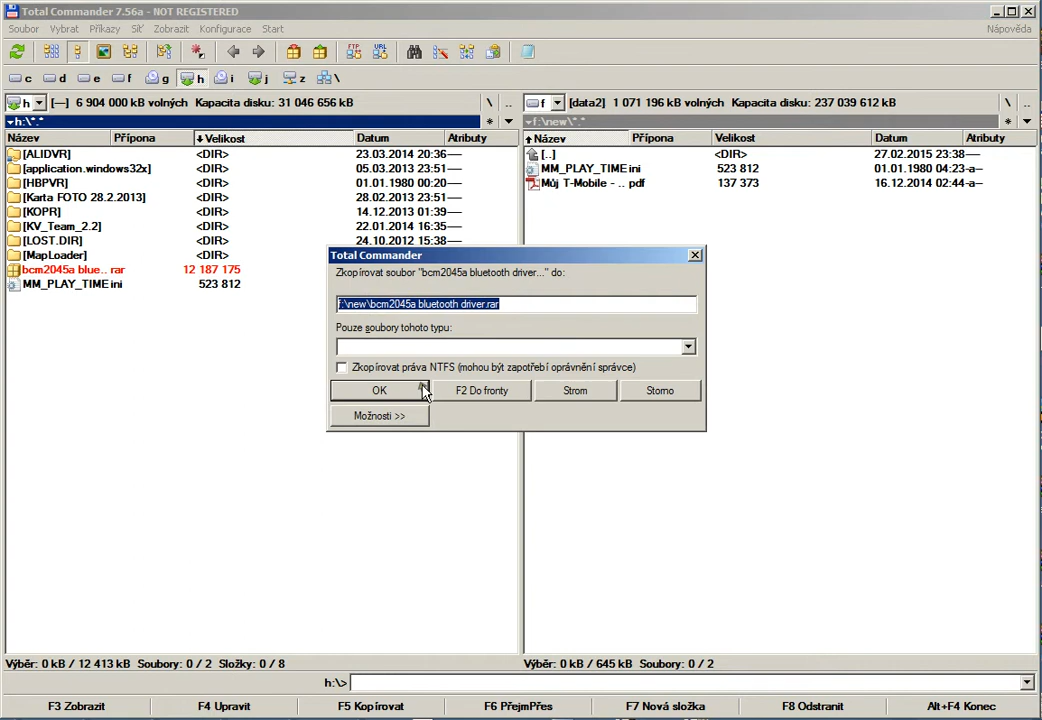 Total Commander 7.56a - NOT REGISTERED
Soubor Vybrat Příkazy Síť Zobrazit Konfigurace Start Nápověda
FTP URL
c d e f g h i j z \
h [—] 6 904 000 kB volných Kapacita disku: 31 046 656 kB \ ..
f [data2] 1 071 196 kB volných Kapacita disku: 237 039 612 kB \ ..
h:\*.* * 
f:\new\*.* *
Název Přípona Velikost Datum Atributy
[ALIDVR] <DIR> 23.03.2014 20:36 —
[application.windows32x] <DIR> 05.03.2013 23:51 —
[HBPVR] <DIR> 01.01.1980 00:20 —
[Karta FOTO 28.2.2013] <DIR> 28.02.2013 23:51 —
[KOPR] <DIR> 14.12.2013 01:39 —
[KV_Team_2.2] <DIR> 22.01.2014 16:35 —
[LOST.DIR] <DIR> 24.10.2012 15:38 —
[MapLoader] <DIR>
bcm2045a blue.. rar 12 187 175
MM_PLAY_TIME ini 523 812
Název Přípona Velikost Datum Atributy
[..] <DIR> 27.02.2015 23:38 —
MM_PLAY_TIME ini 523 812 01.01.1980 04:23 -a--
Můj T-Mobile - .. pdf 137 373 16.12.2014 02:44 -a--
Total Commander
Zkopírovat soubor "bcm2045a bluetooth driver..." do:
f:\new\bcm2045a bluetooth driver.rar
Pouze soubory tohoto typu:
Zkopírovat práva NTFS (mohou být zapotřebí oprávnění správce)
OK F2 Do fronty Strom Storno
Možnosti >>
Výběr: 0 kB / 12 413 kB Soubory: 0 / 2 Složky: 0 / 8
Výběr: 0 kB / 645 kB Soubory: 0 / 2
h:\>
F3 Zobrazit F4 Upravit F5 Kopírovat F6 PřejmPřes F7 Nová složka F8 Odstranit Alt+F4 Konec